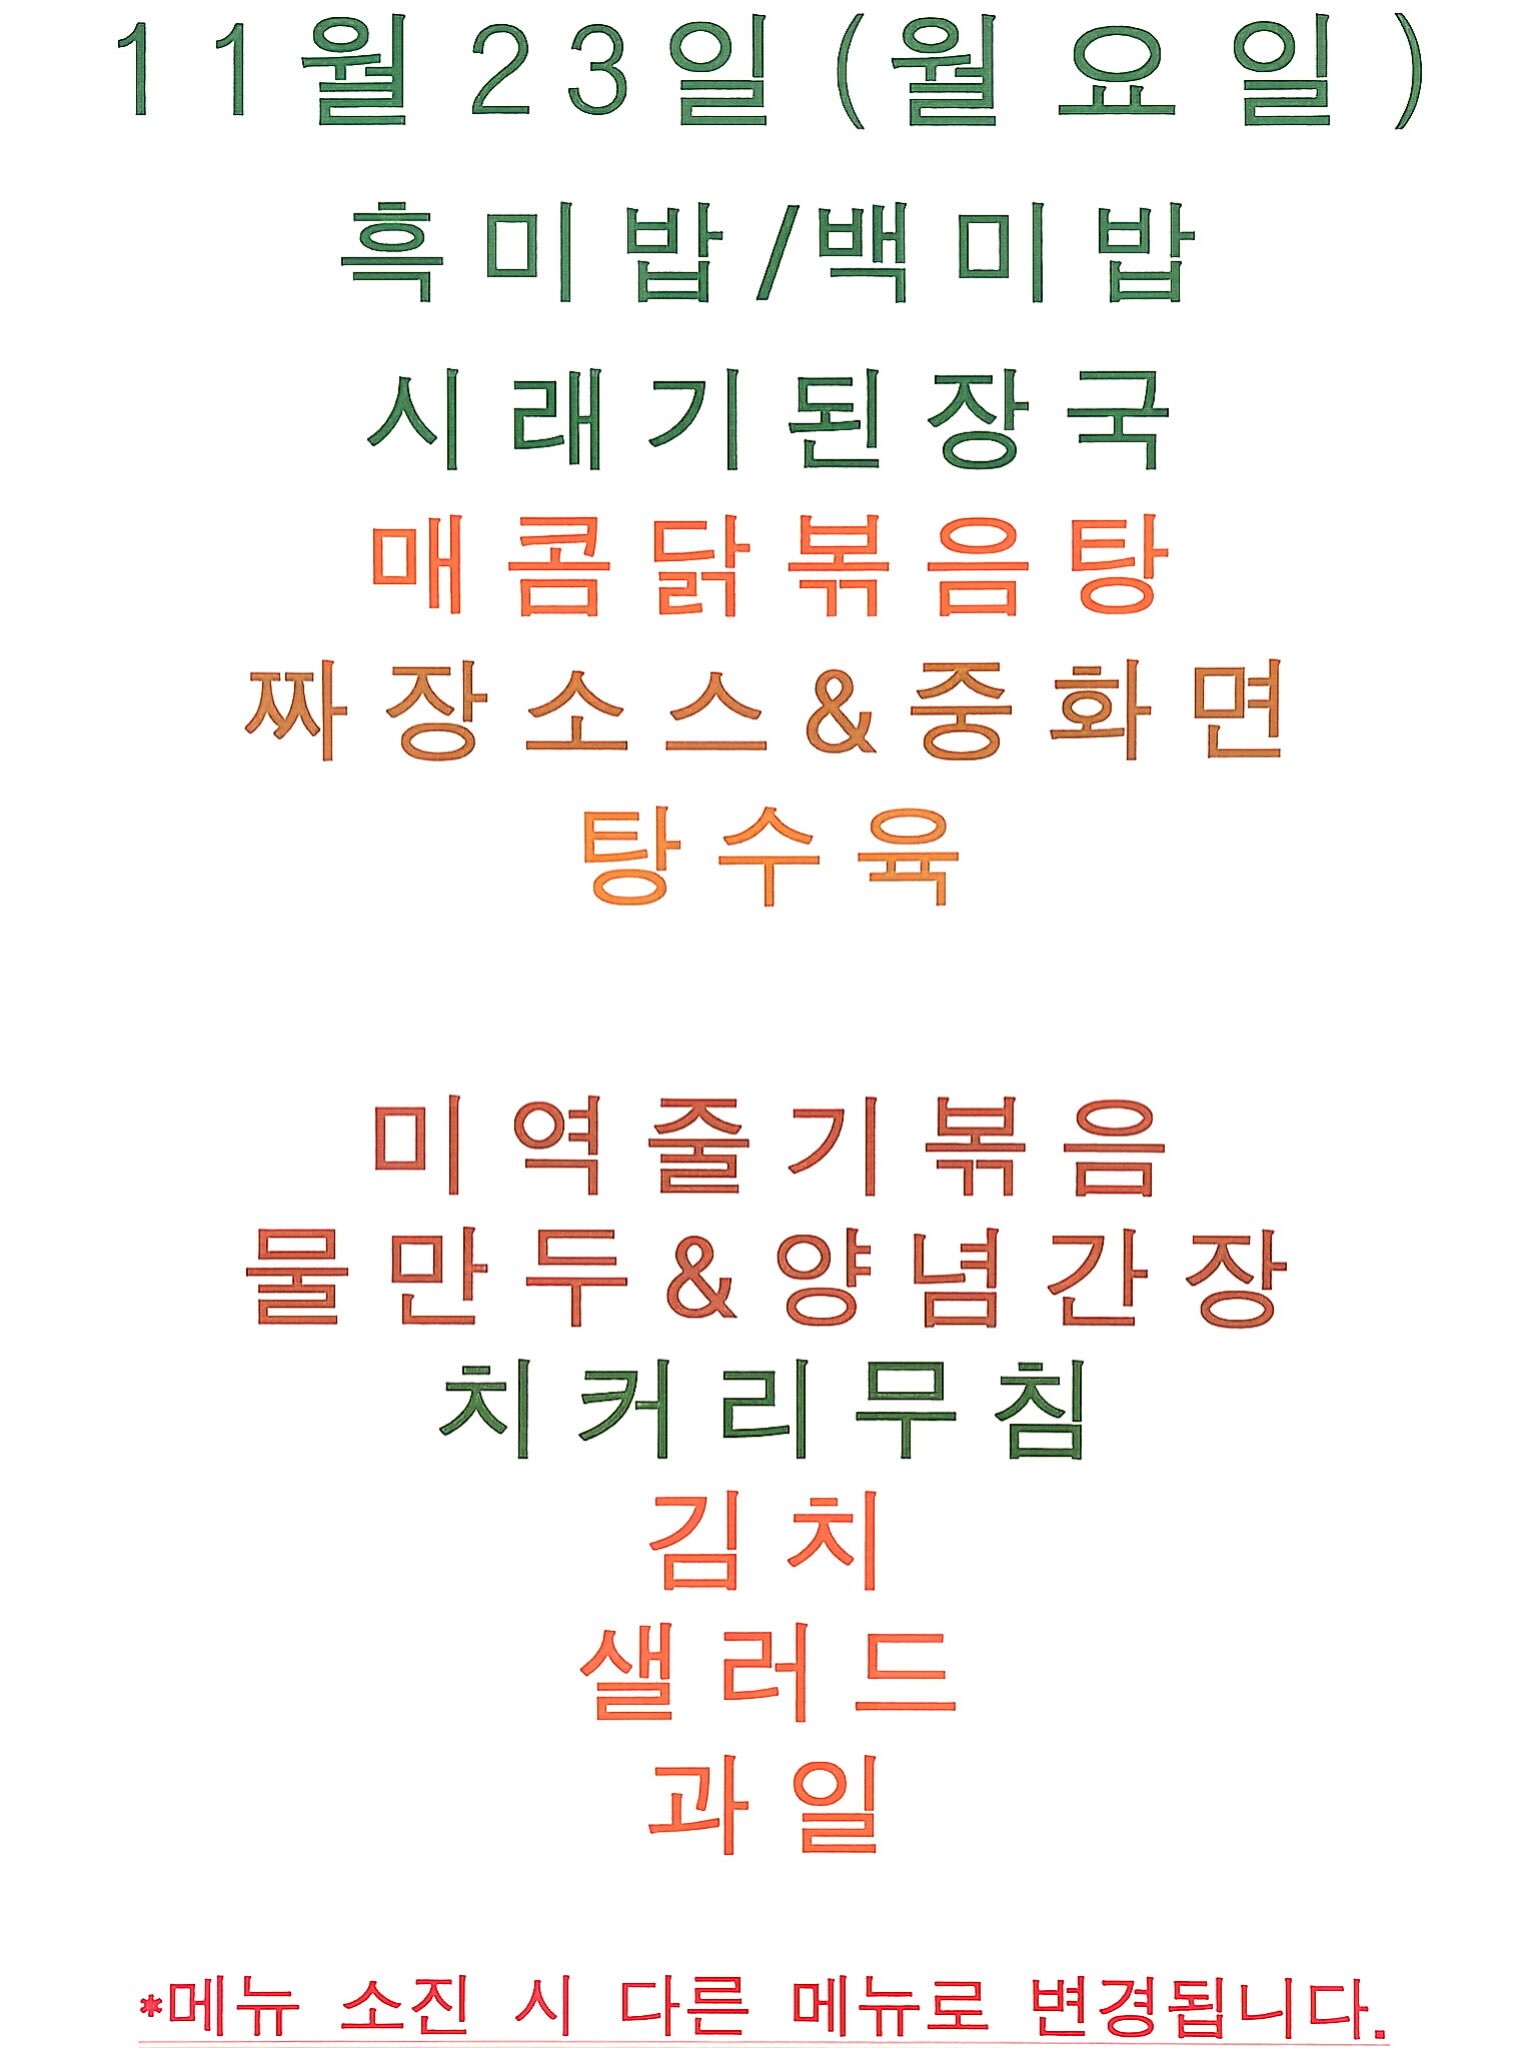 11월 23일(월요일)
흑미밥/백미밥
시래기된장국
매콤닭볶음탕
짜장소스&중화면
탕수육
미역줄기볶음
물만두&양념간장
치커리무침
김치
샐러드
과일
*메뉴 소진 시 다른 메뉴로 변경됩니다.